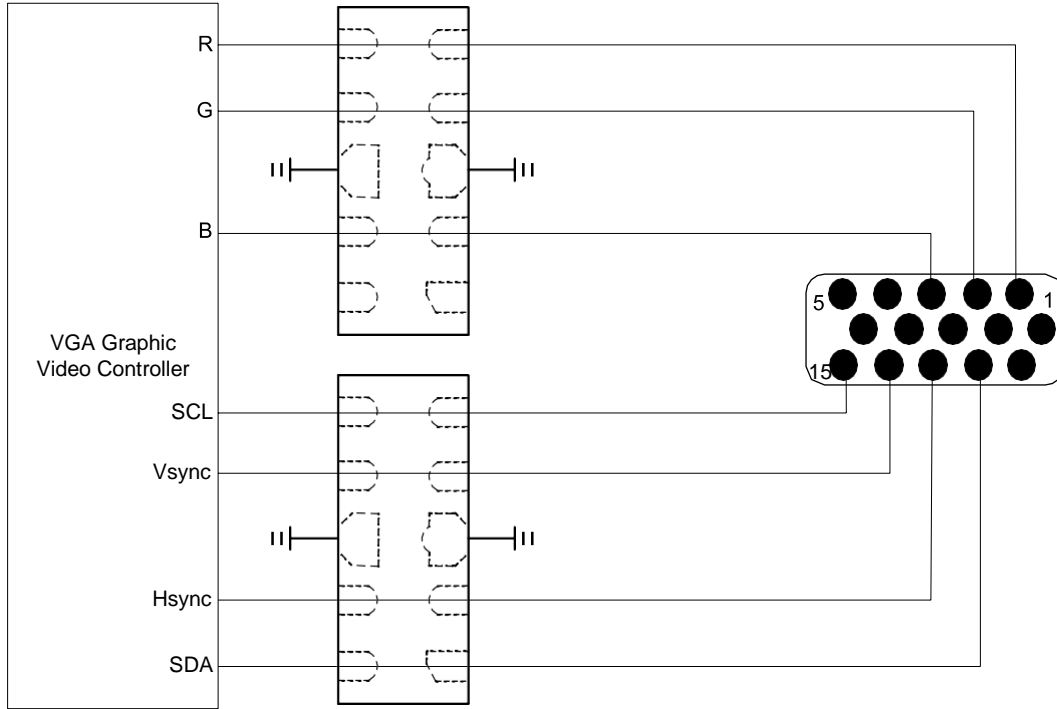 R
G
B
VGA Graphic
Video Controller
SCL
Vsync
Hsync
SDA
5
1
15